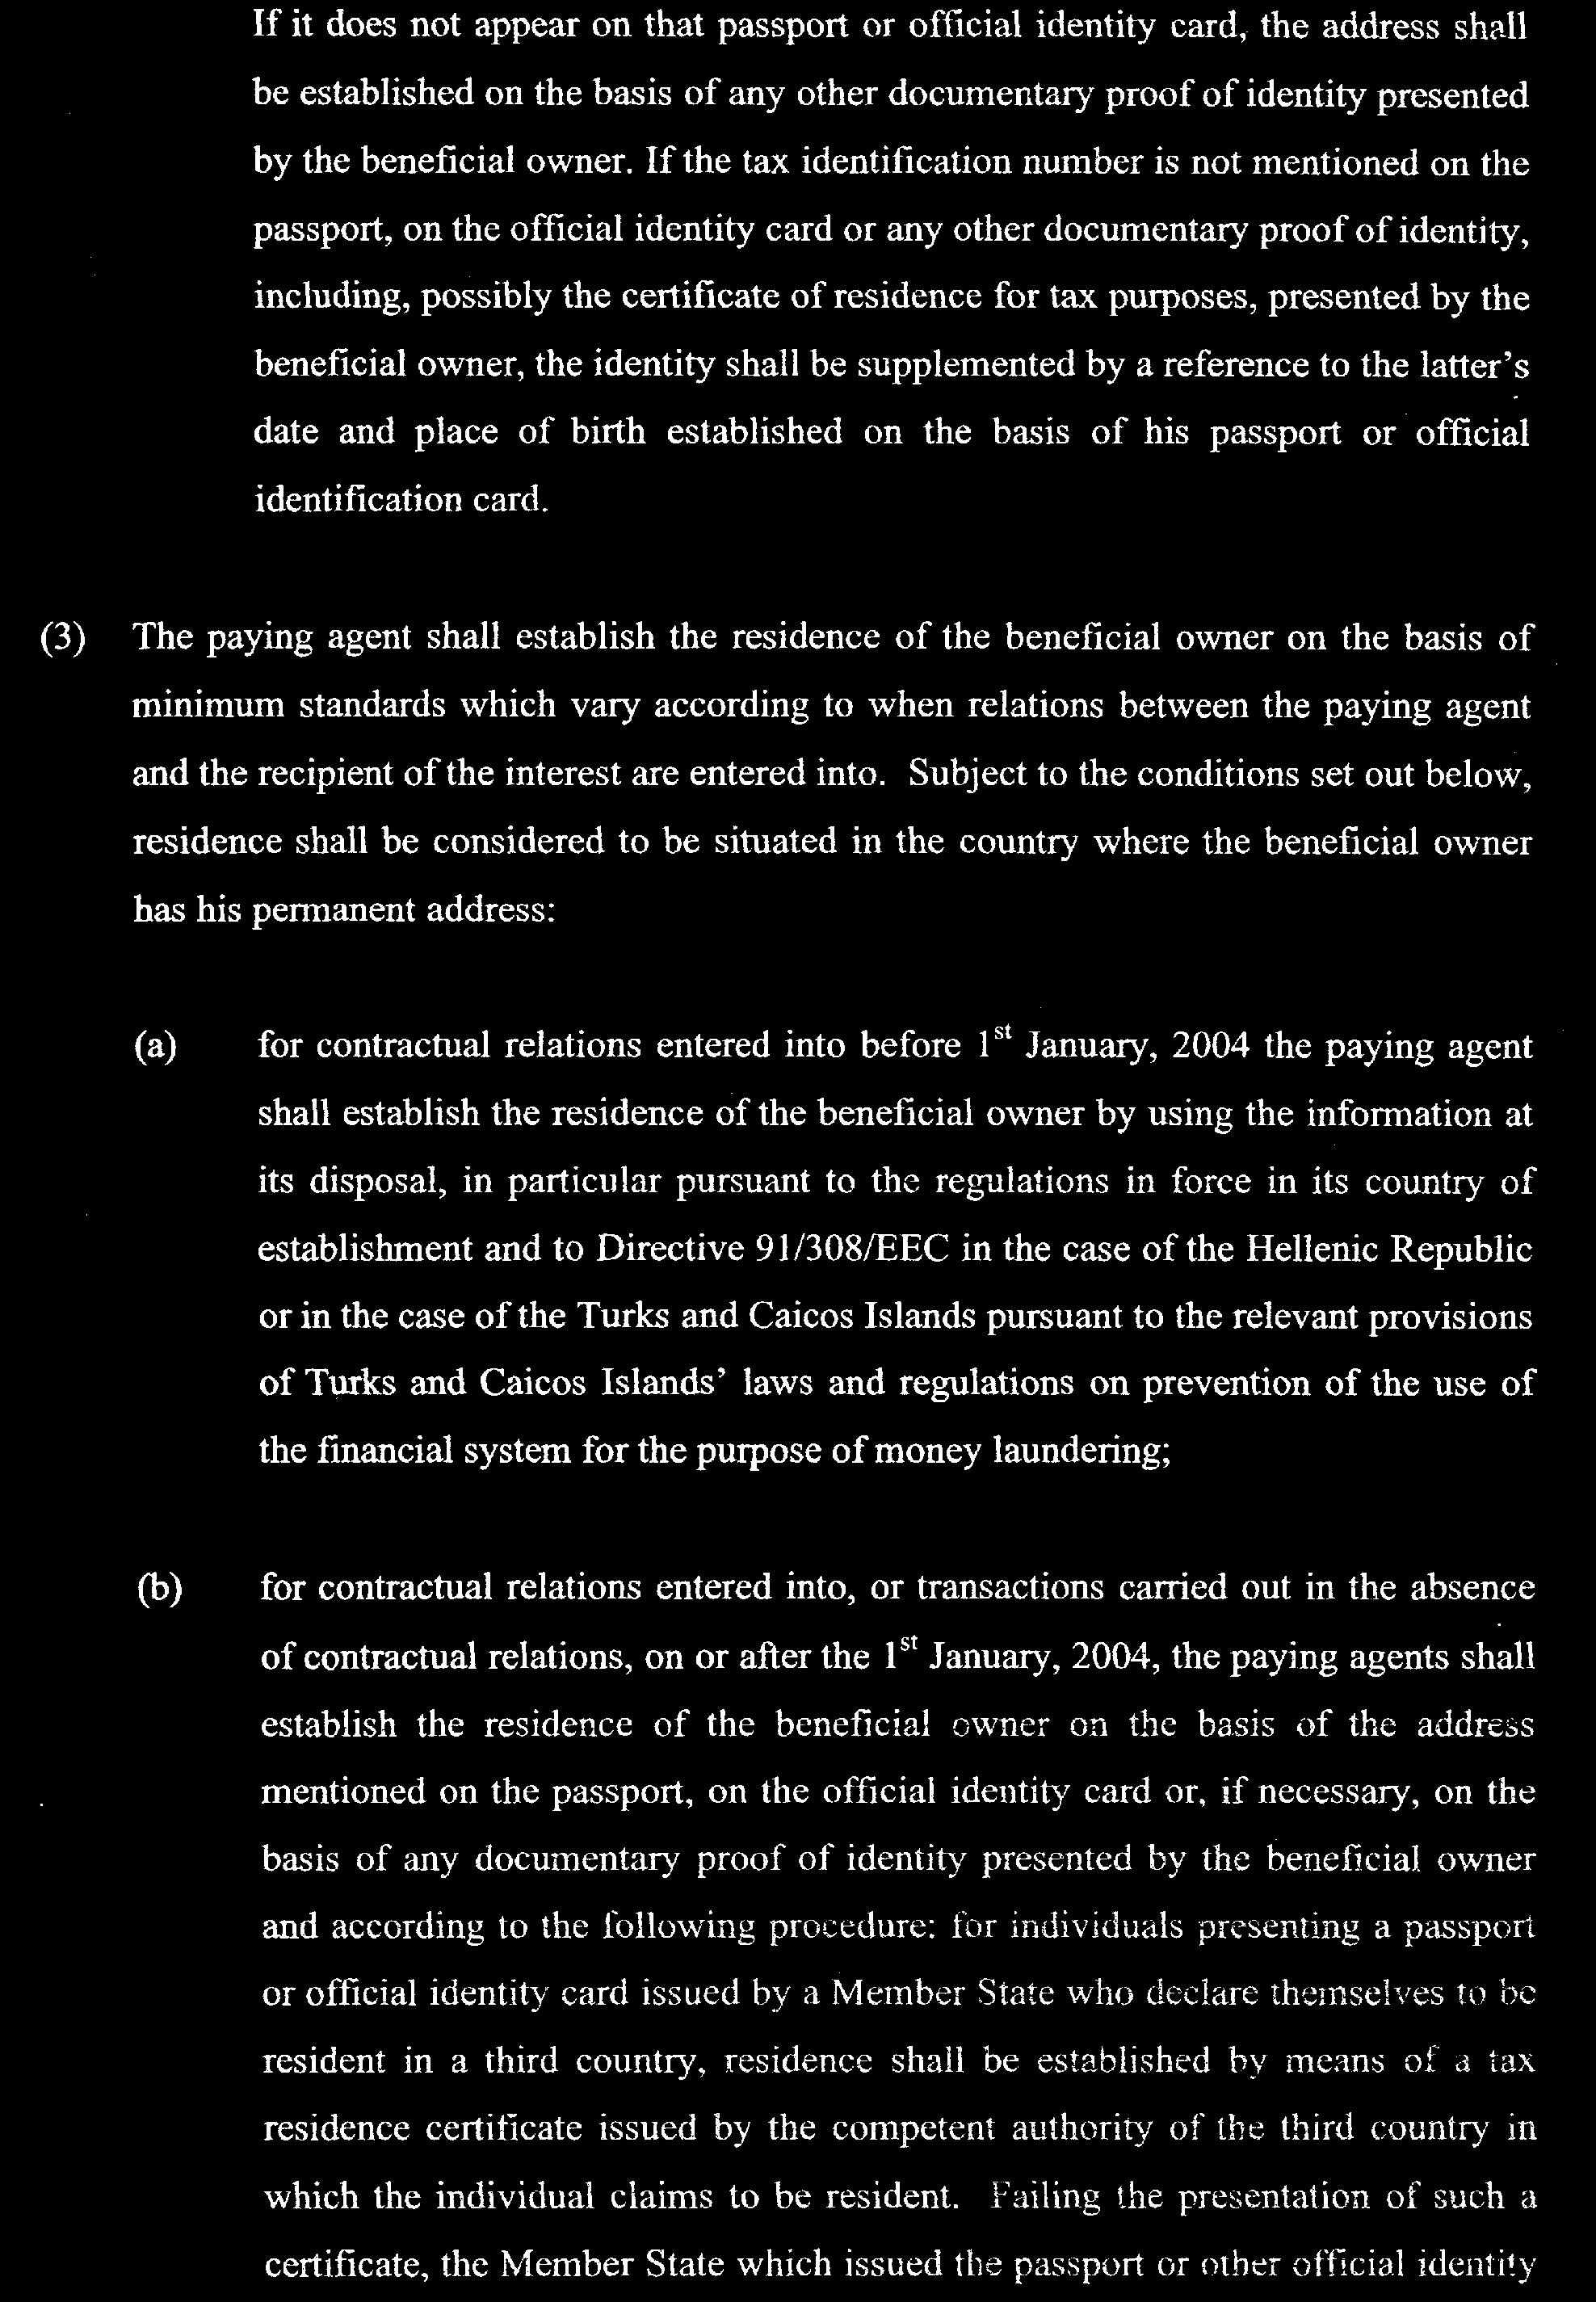 If it does not appear on that passport or official identity card, the address shall
be established on the basis of any other documentary proof of identity presented
by the beneficial owner. If the tax identification number is not mentioned on the
passport, on the official identity card or any other documentary proof of identity,
including, possibly the certificate of residence for tax purposes, presented by the
beneficial owner, the identity shall be supplemented by a reference to the latter's
date and place of birth established on the basis of his passport or official
identification card.
(3) The paying agent shall establish the residence of the beneficial owner on the basis of
minimum standards which vary according to when relations between the paying agent
and the recipient of the interest are entered into. Subject to the conditions set out below,
residence shall be considered to be situated in the country where the beneficial owner
has his permanent address:
(a) for contractual relations entered into before 1st January, 2004 the paying agent
shall establish the residence of the beneficial owner by using the information at
its disposal, in particular pursuant to the regulations in force in its country of
establishment and to Directive 91/308/EEC in the case of the Hellenic Republic
or in the case of the Turks and Caicos Islands pursuant to the relevant provisions
of Turks and Caicos Islands' laws and regulations on prevention of the use of
the financial system for the purpose of money laundering;
(b) for contractual relations entered into, or transactions carried out in the absence
of contractual relations, on or after the 1st January, 2004, the paying agents shall
establish the residence of the beneficial owner on the basis of the address
mentioned on the passport, on the official identity card or, if necessary, on the
basis of any documentary proof of identity presented by the beneficial owner
and according to the following procedure: for individuals presenting a passport
or official identity card issued by a Member State who declare themselves to be
resident in a third country, residence shall be established by means of a tax
residence certificate issued by the competent authority of the third country in
which the individual claims to be resident. Failing the presentation of such a
certificate, the Member State which issued the passport or other official identity